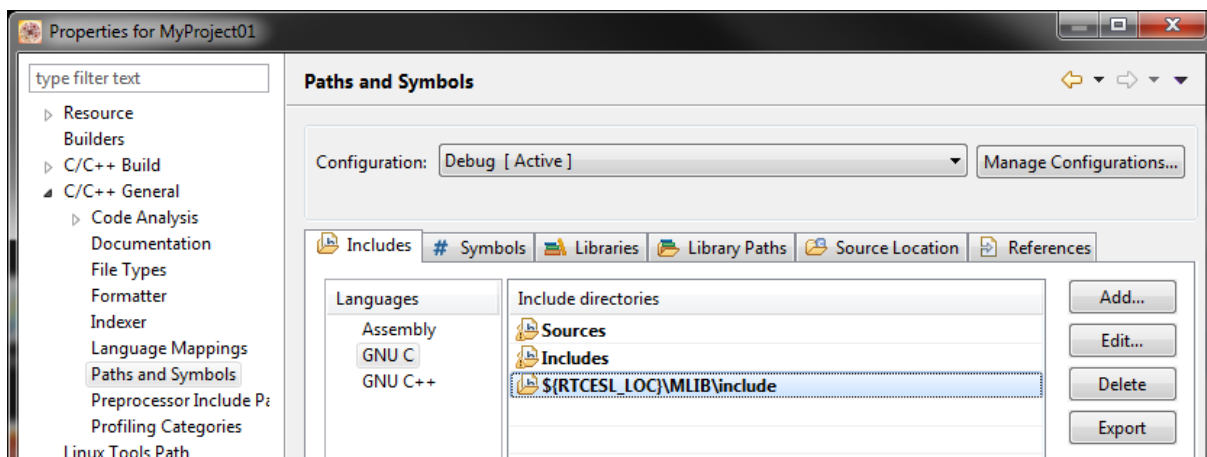 Properties for MyProject01
type filter text
Resource
Builders
C/C++ Build
C/C++ General
Code Analysis
Documentation
File Types
Formatter
Indexer
Language Mappings
Paths and Symbols
Preprocessor Include Pa
Profiling Categories
Linux Tools Path
Paths and Symbols
Configuration: Debug [ Active ] Manage Configurations...
Includes # Symbols Libraries Library Paths Source Location References
Languages
Assembly
GNU C
GNU C++
Include directories
Sources
Includes
${RTCESL_LOC}\MLIB\include
Add...
Edit...
Delete
Export